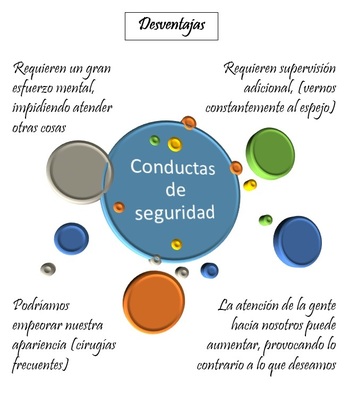 Desventajas
Requieren un gran
esfuerzo mental,
impidiendo atender
otras cosas
Requieren supervisión
adicional, (vernos
constantemente al espejo)
Conductas
de
seguridad
Podríamos
empeorar nuestra
apariencia (cirugías
frecuentes)
La atención de la gente
hacia nosotros puede
aumentar, provocando lo
contrario a lo que deseamos